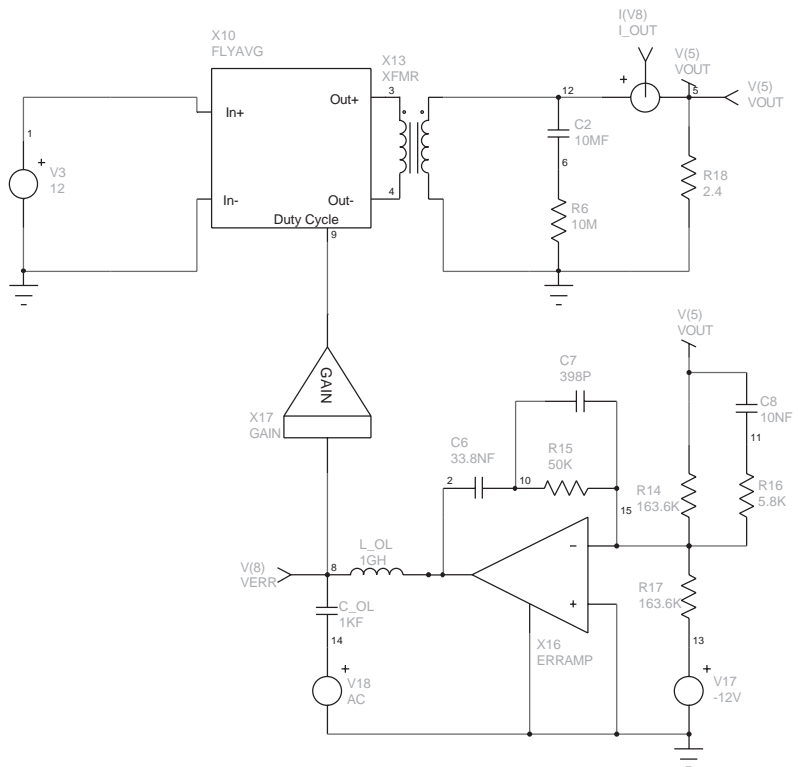 I(V8)
I_OUT
X10
FLYAVG
X13
XFMR
V(5)
VOUT
V(5)
VOUT
+
3
12
5
Out+
In+
C2
10MF
1
+
V3
12
6
R18
2.4
4
In-
Out-
R6
10M
Duty Cycle
9
V(5)
VOUT
C7
398P
GAIN
C8
10NF
X17
GAIN
C6
33.8NF
R15
50K
11
2
10
R14
163.6K
R16
5.8K
15
L_OL
1GH
−
V(8)
VERR
8
C_OL
1KF
+
R17
163.6K
14
13
X16
ERRAMP
+
V18
AC
+
V17
-12V